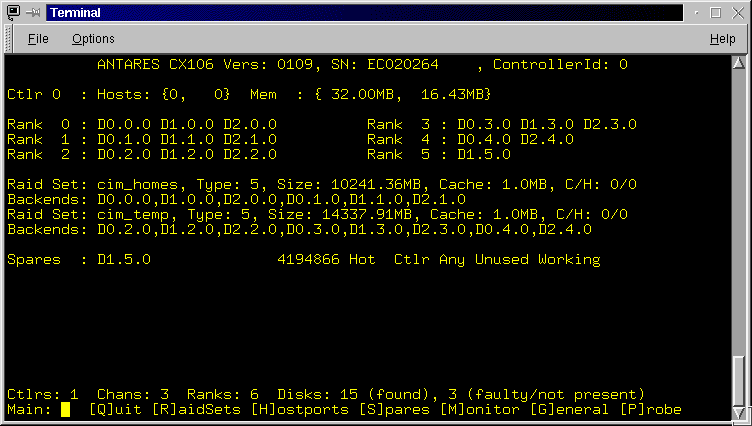 Terminal
File Options Help
ANTARES CX106 Vers: 0109, SN: EC020264 , ControllerId: 0
Ctlr 0 : Hosts: {0, 0} Mem : { 32.00MB, 16.43MB}
Rank 0 : D0.0.0 D1.0.0 D2.0.0 Rank 3 : D0.3.0 D1.3.0 D2.3.0
Rank 1 : D0.1.0 D1.1.0 D2.1.0 Rank 4 : D0.4.0 D2.4.0
Rank 2 : D0.2.0 D1.2.0 D2.2.0 Rank 5 : D1.5.0
Raid Set: cim_homes, Type: 5, Size: 10241.36MB, Cache: 1.0MB, C/H: 0/0
Backends: D0.0.0,D1.0.0,D2.0.0,D0.1.0,D1.1.0,D2.1.0
Raid Set: cim_temp, Type: 5, Size: 14337.91MB, Cache: 1.0MB, C/H: 0/0
Backends: D0.2.0,D1.2.0,D2.2.0,D0.3.0,D1.3.0,D2.3.0,D0.4.0,D2.4.0
Spares : D1.5.0 4194866 Hot Ctlr Any Unused Working
Ctlrs: 1 Chans: 3 Ranks: 6 Disks: 15 (found), 3 (faulty/not present)
Main: [Q]uit [R]aidSets [H]ostports [S]pares [M]onitor [G]eneral [P]robe